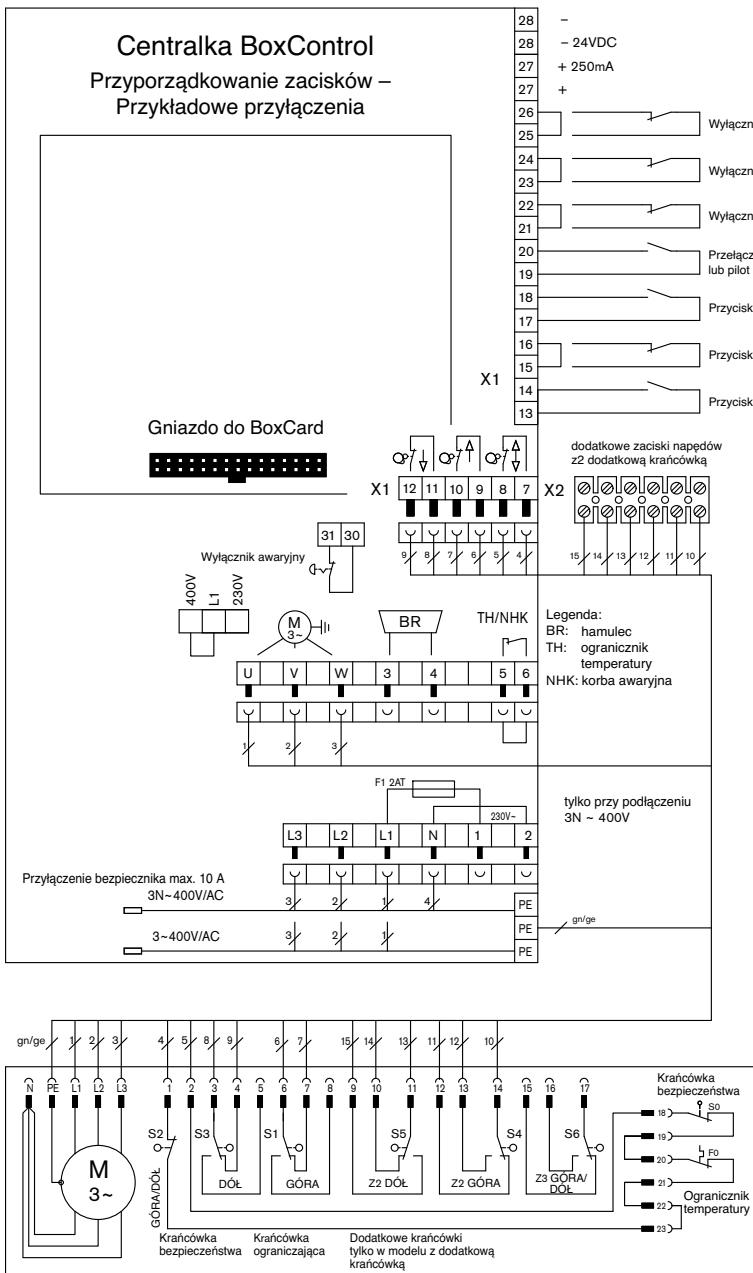 Centralka BoxControl
Przyporządkowanie zacisków –
Przykładowe przyłączenia
28 –
28 – 24VDC
27 + 250mA
27 +
26
25
24
23
22
21
20
19
18
17
16
15
14
13
X1
lub pilot
Przycisk
Przycisk
Przycisk
Gniazdo do BoxCard
dodatkowe zaciski napędów
z2 dodatkową krańcówką
X1 12 11 10 9 8 7 X2
9 8 7 6 5 4
15 14 13 12 11 10
31 30
Wyłącznik awaryjny
400V L1 230V
M
3~
BR
TH/NHK
Legenda:
BR: hamulec
TH: ogranicznik
temperatury
NHK: korba awaryjna
U V W 3 4 5 6
1 2 3
F1 2AT
230V~
tylko przy podłączeniu
3N ~ 400V
L3 L2 L1 N 1 2
Przyłączenie bezpiecznika max. 10 A
3N~400V/AC
3 2 1 4
PE
PE
gn/ge
3~400V/AC
3 2 1
PE
gn/ge 1 2 3 4 5 8 9 6 7 15 14 13 11 12 10
N PE L1 L2 L3 1 2 3 4 5 6 7 8 9 10 11 12 13 14 15 16 17
Krańcówka
bezpieczeństwa
18 S0
19
20 F0
21
22
23
Ogranicznik
temperatury
M
3~
S2 S3 S1 S5 S4 S6
GÓRA/DÓŁ
DÓŁ
GÓRA
Z2 DÓŁ
Z2 GÓRA
Z3 GÓRA/
DÓŁ
Krańcówka
bezpieczeństwa
Krańcówka
ograniczająca
Dodatkowe krańcówki
tylko w modelu z dodatkową
krańcówką